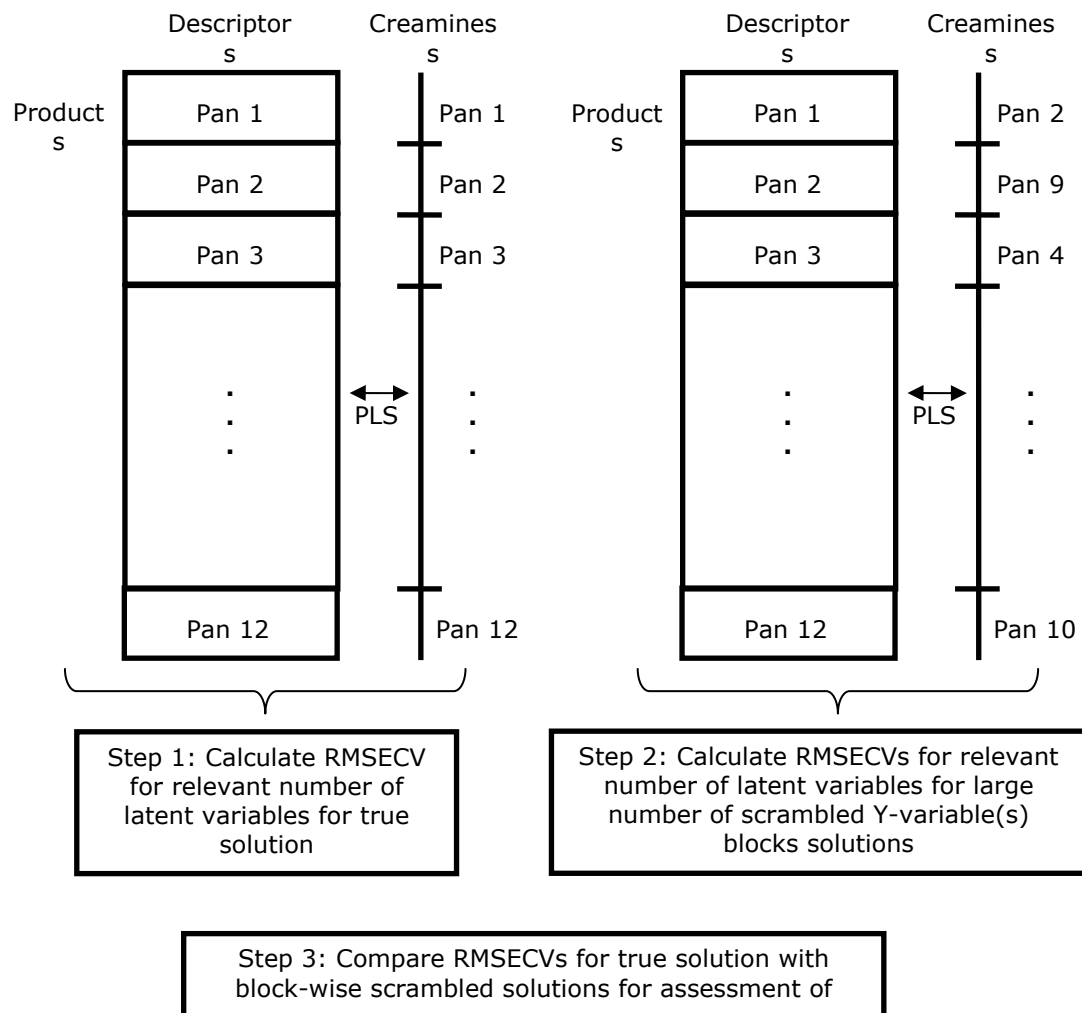 Descriptor
s
Creamines
s
Product
s
Pan 1
Pan 1
Pan 2
Pan 2
Pan 3
Pan 3
.
.
.
PLS
.
.
.
Pan 12
Pan 12
Step 1: Calculate RMSECV
for relevant number of
latent variables for true
solution
Descriptor
s
Creamines
s
Product
s
Pan 1
Pan 2
Pan 2
Pan 9
Pan 3
Pan 4
.
.
.
PLS
.
.
.
Pan 12
Pan 10
Step 2: Calculate RMSECVs for relevant
number of latent variables for large
number of scrambled Y-variable(s)
blocks solutions
Step 3: Compare RMSECVs for true solution with
block-wise scrambled solutions for assessment of